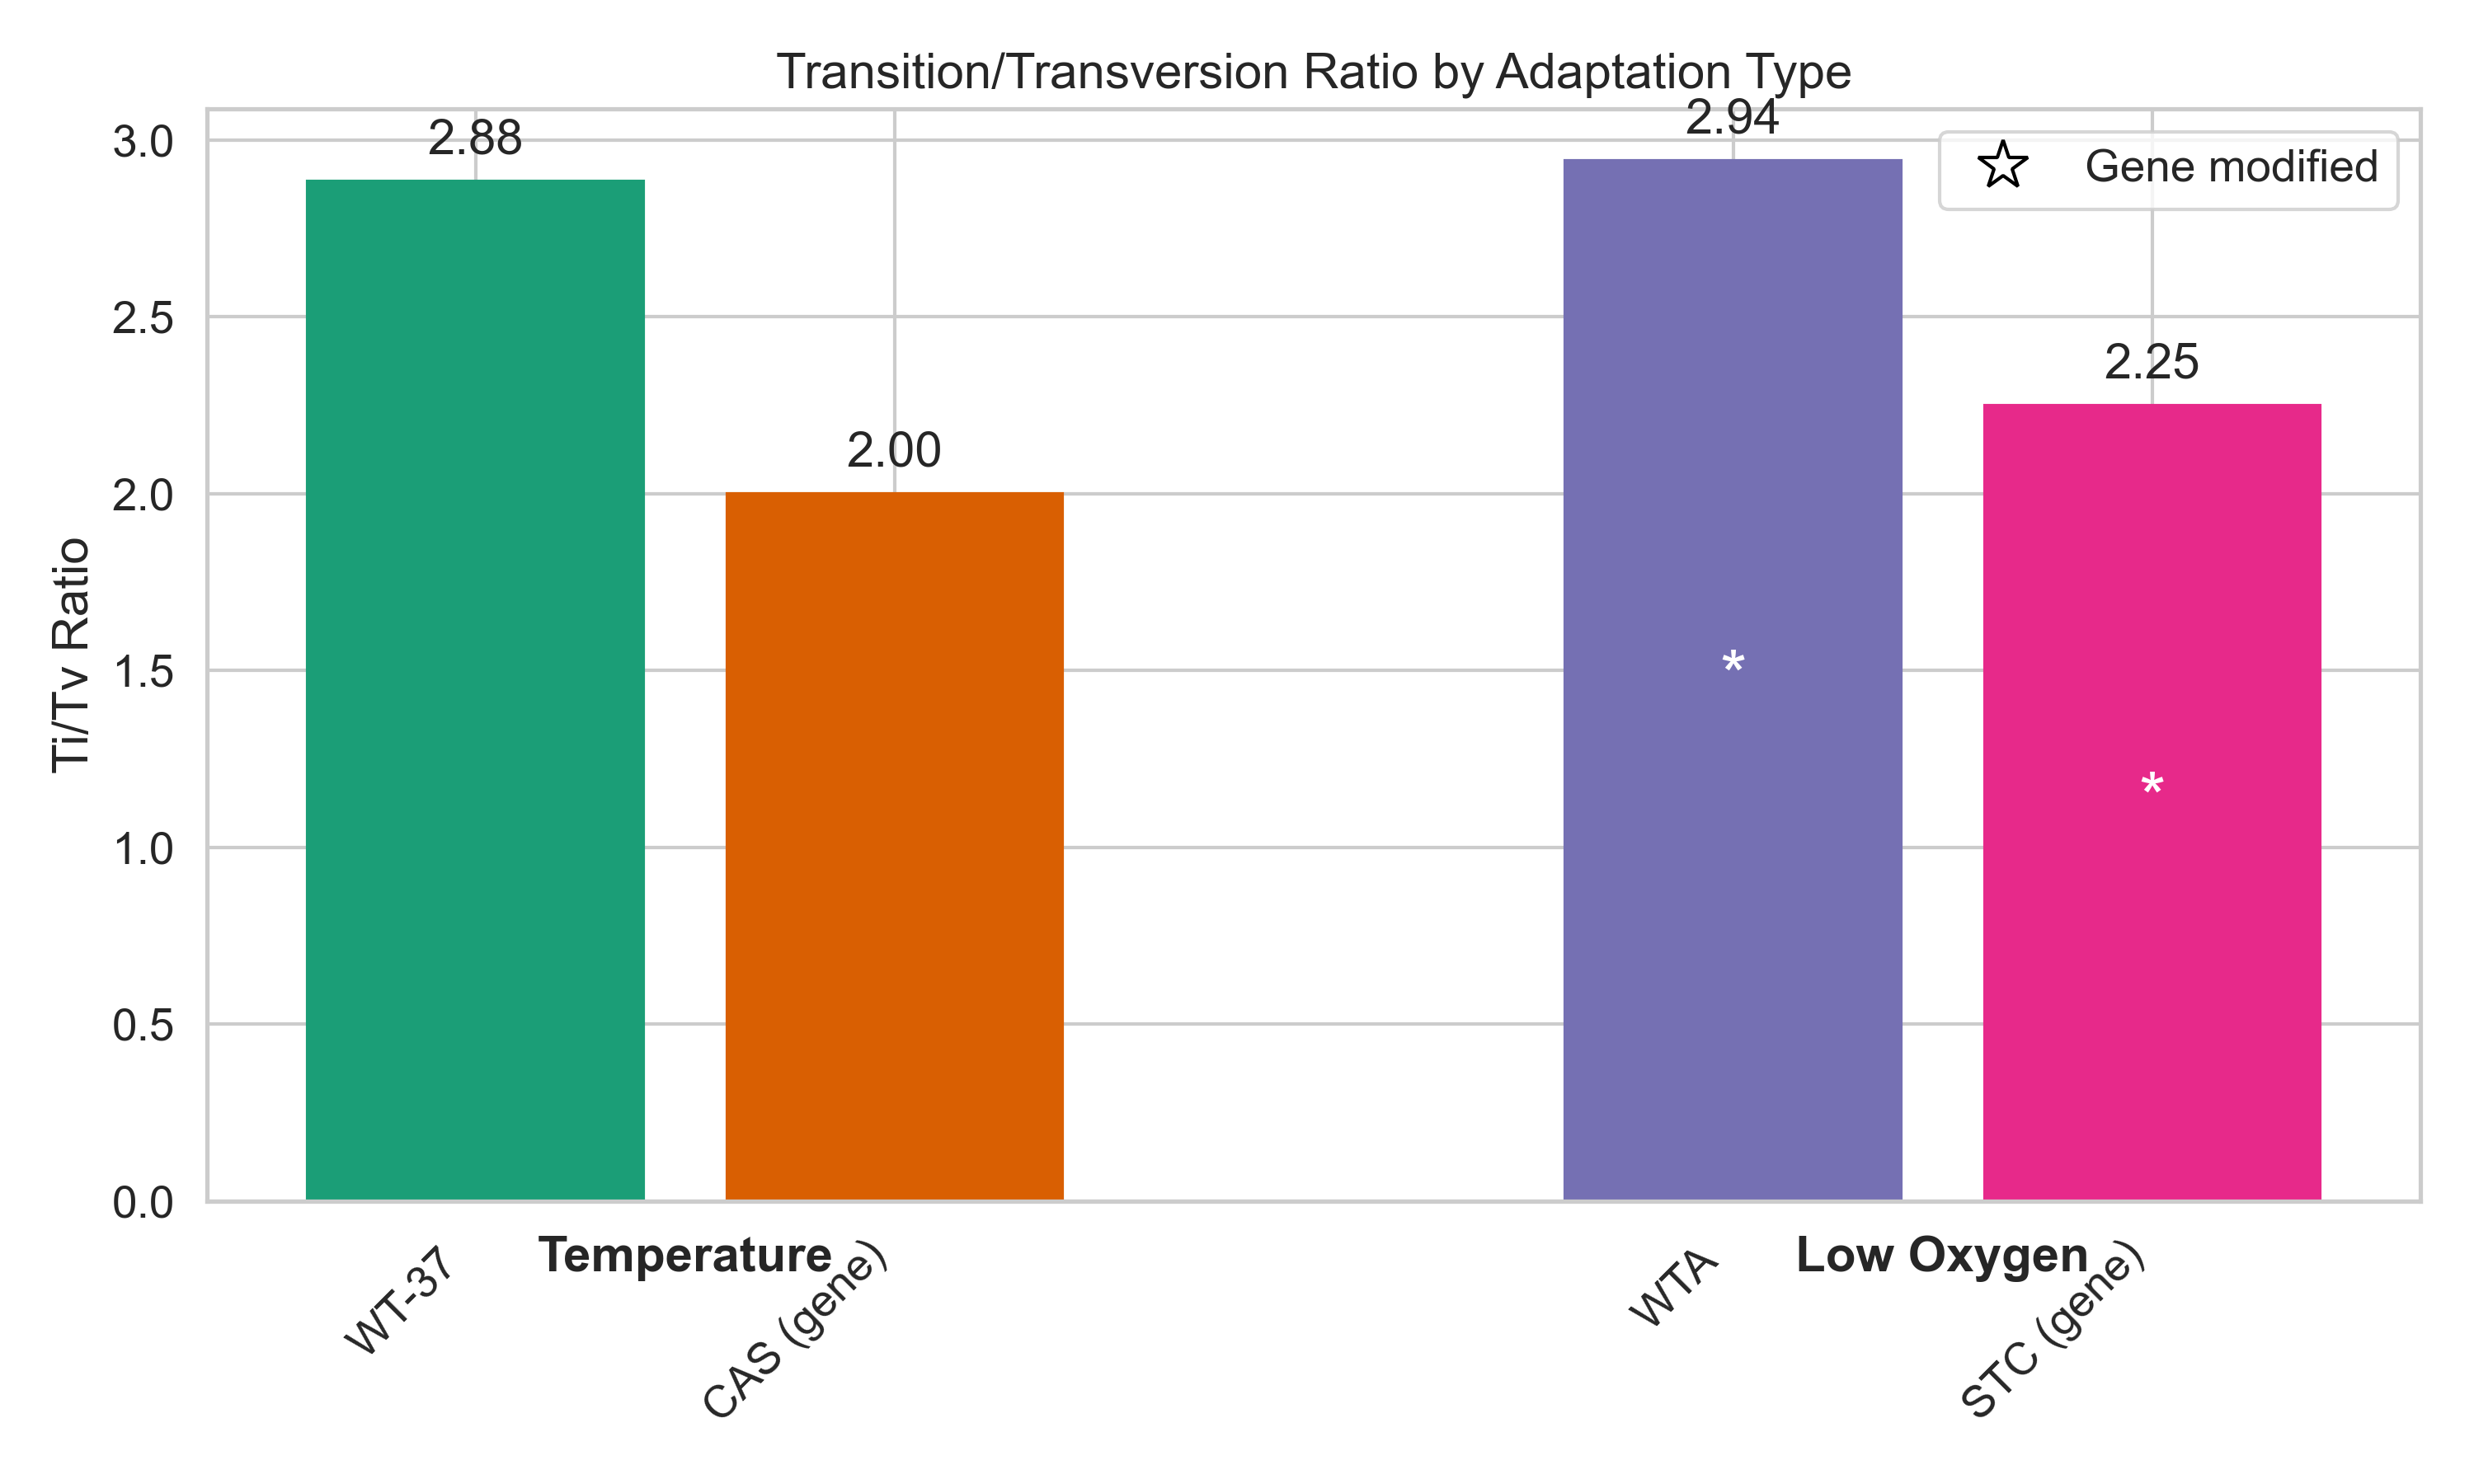 Transition/Transversion Ratio by Adaptation Type
Ti/Tv Ratio
3.0
2.5
2.0
1.5
1.0
0.5
0.0
2.88
2.00
2.94
2.25
*
*
Gene modified
WT-37
CAS (gene)
WTA
STC (gene)
Temperature
Low Oxygen